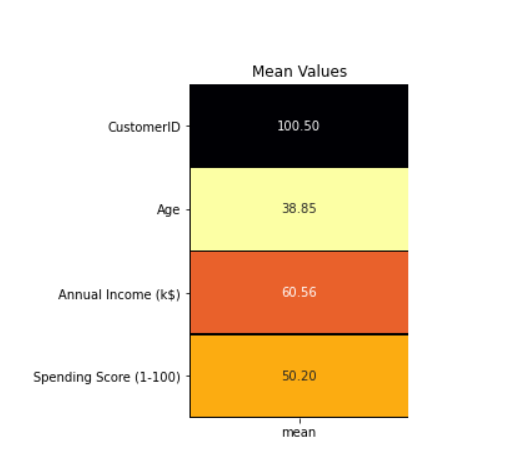 Mean Values
CustomerID 100.50
Age 38.85
Annual Income (k$) 60.56
Spending Score (1-100) 50.20
mean